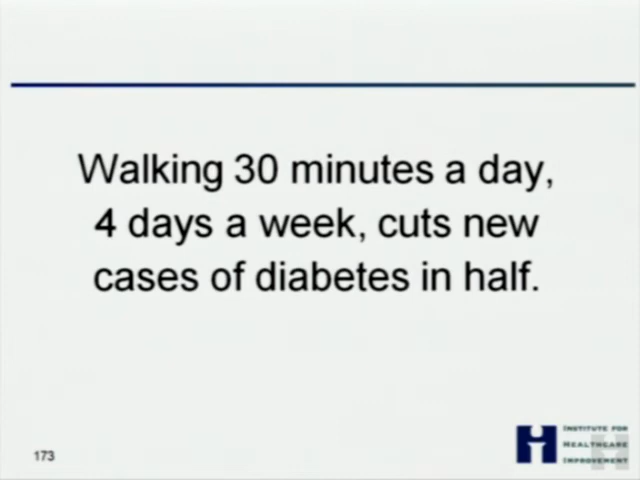 Walking 30 minutes a day,
4 days a week, cuts new
cases of diabetes in half.
173
INSTITUTE FOR
HEALTHCARE
IMPROVEMENT